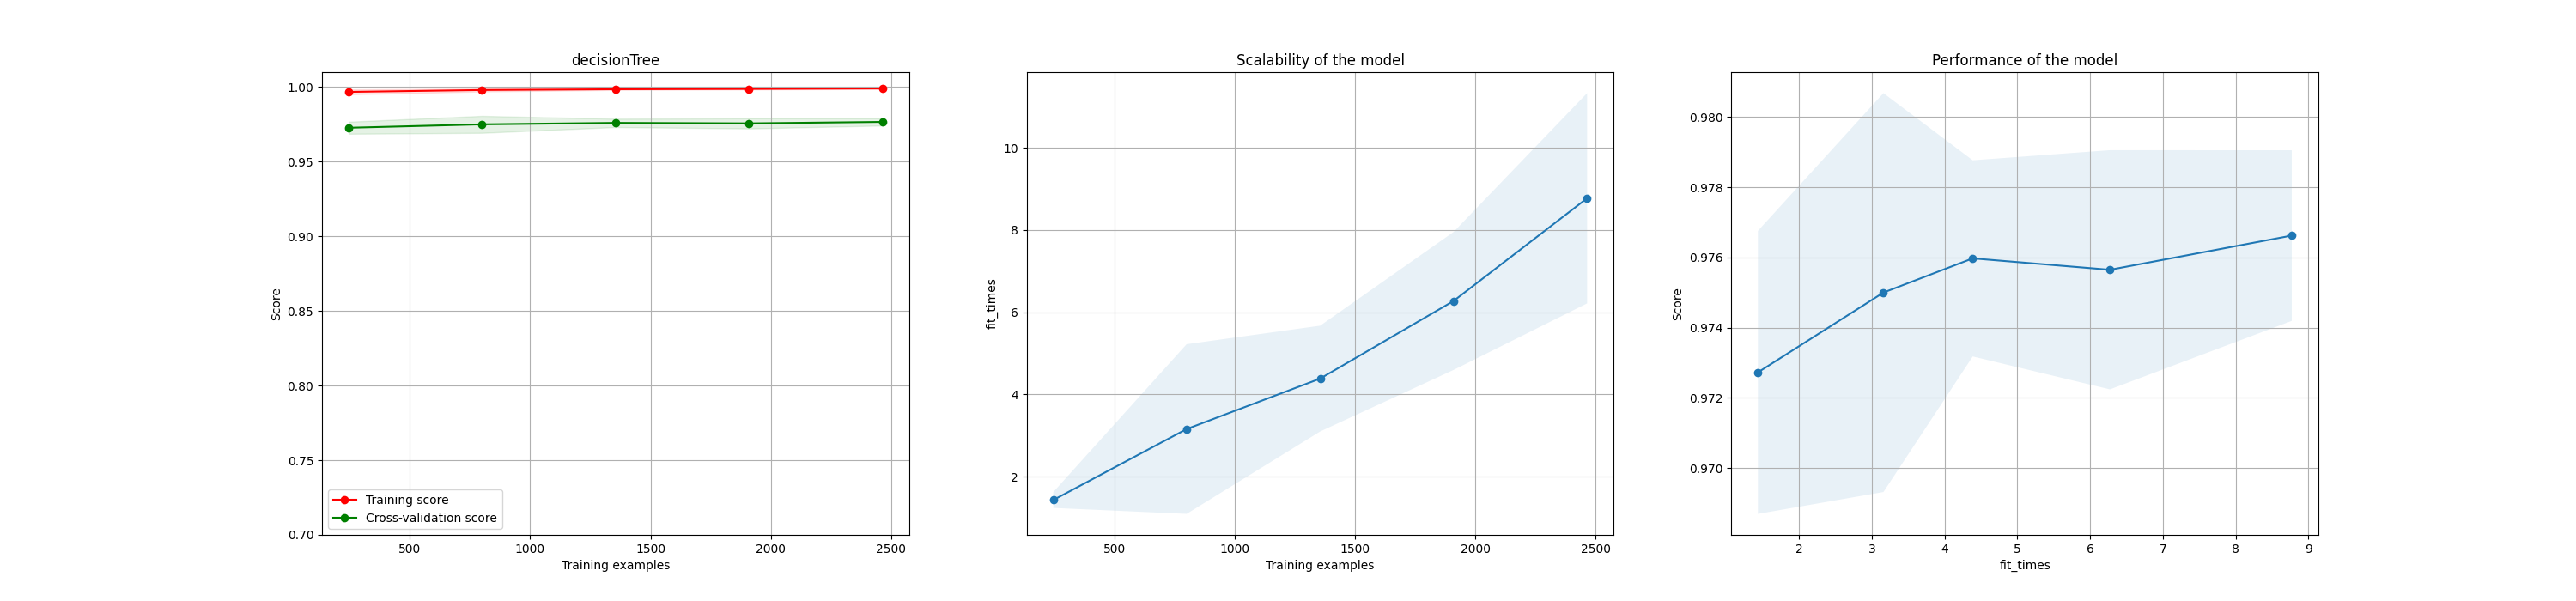 decisionTree
Score
1.00
0.95
0.90
0.85
0.80
0.75
0.70
Training score
Cross-validation score
500 1000 1500 2000 2500
Training examples
Scalability of the model
fit_times
10
8
6
4
2
500 1000 1500 2000 2500
Training examples
Performance of the model
Score
0.980
0.978
0.976
0.974
0.972
0.970
2 3 4 5 6 7 8 9
fit_times